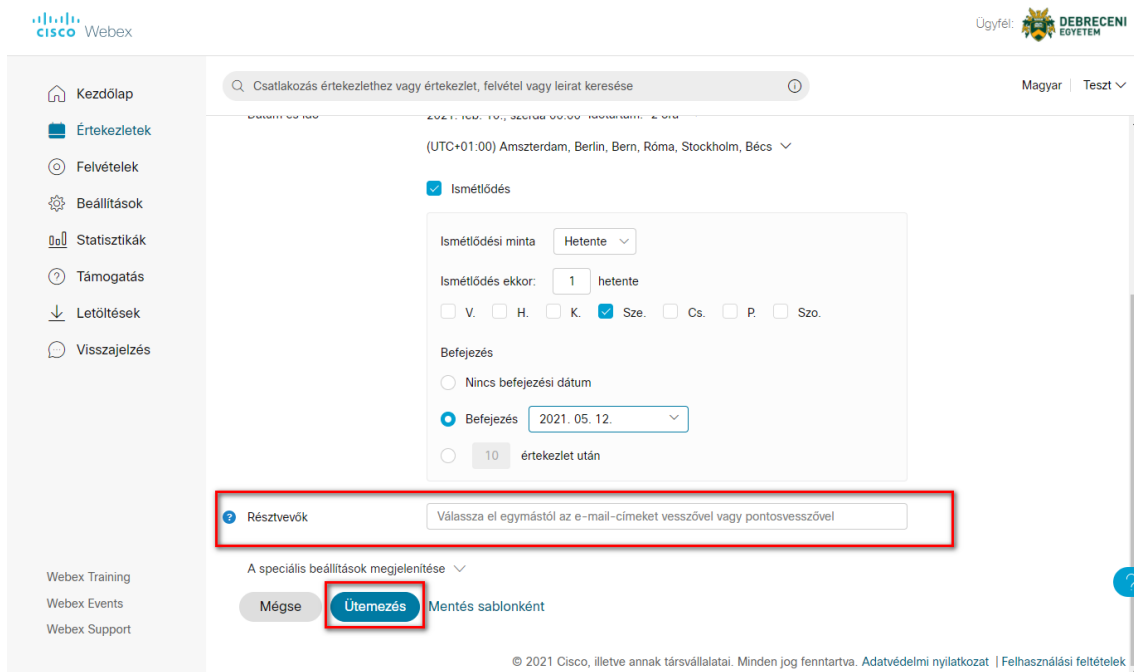 CISCO Webex
Ügyfél: DEBRECENI EGYETEM
Csatlakozás értekezlethez vagy értekezlet, felvétel vagy leirat keresése
Magyar Teszt
Kezdőlap
Értekezletek
Felvételek
Beállítások
Statisztikák
Támogatás
Letöltések
Visszajelzés
(UTC+01:00) Amszterdam, Berlin, Bern, Róma, Stockholm, Bécs
Ismétlődés
Ismétlődési minta Hetente
Ismétlődés ekkor: 1 hetente
V. H. K. Sze. Cs. P. Szo.
Befejezés
Nincs befejezési dátum
Befejezés 2021. 05. 12.
10 értekezlet után
Résztvevők Válassza el egymástól az e-mail-címeket vesszővel vagy pontosvesszővel
A speciális beállítások megjelenítése
Mégse Ütemezés Mentés sablonként
Webex Training
Webex Events
Webex Support
© 2021 Cisco, illetve annak társvállalatai. Minden jog fenntartva. Adatvédelmi nyilatkozat | Felhasználási feltételek